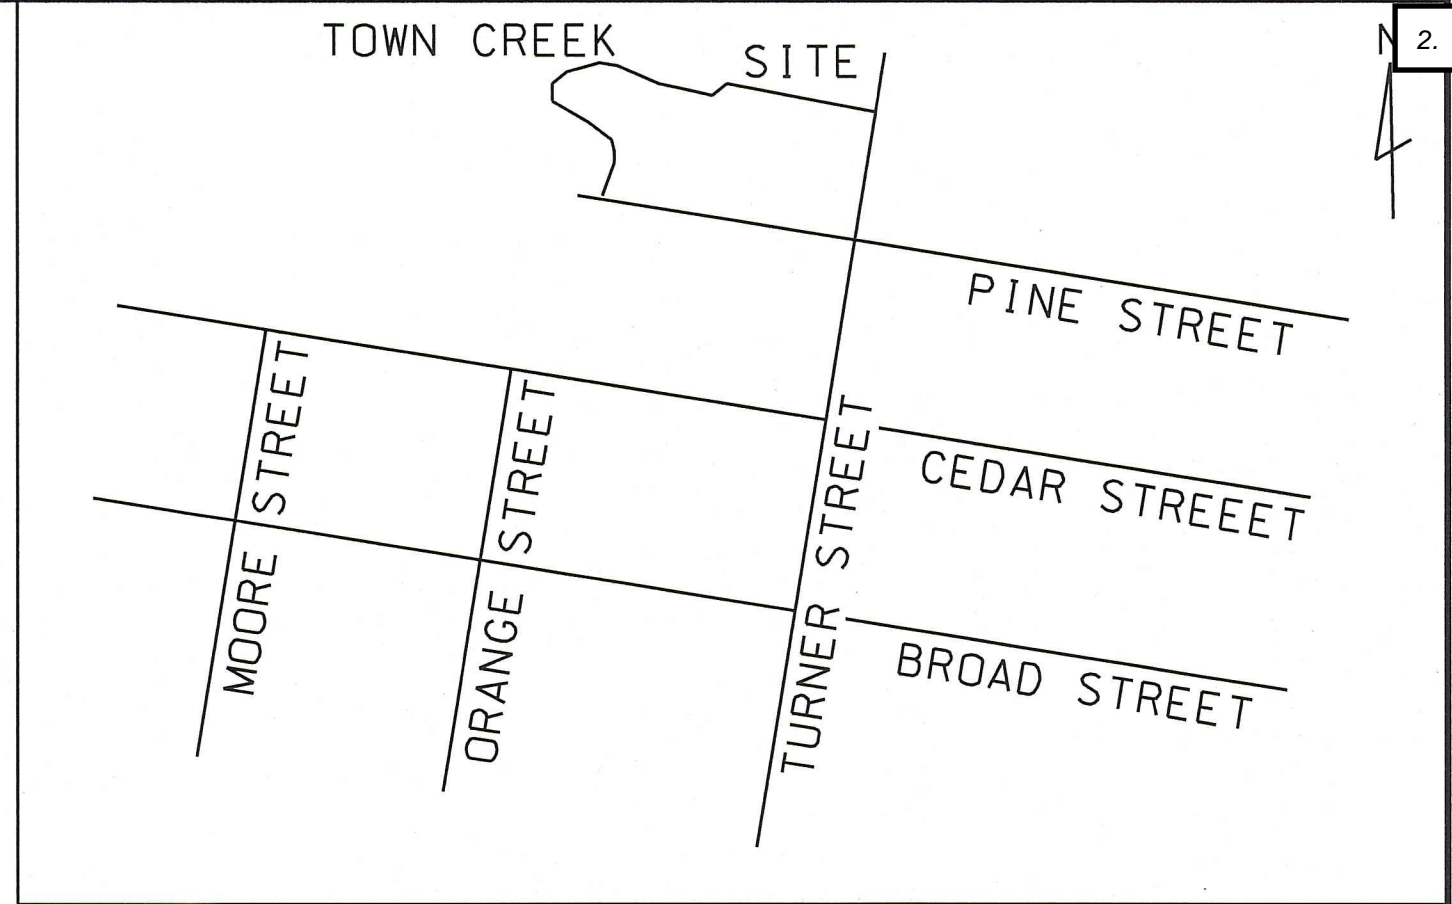 TOWN CREEK
SITE
N
2.
PINE STREET
CEDAR STREEET
BROAD STREET
MOORE STREET
ORANGE STREET
TURNER STREET